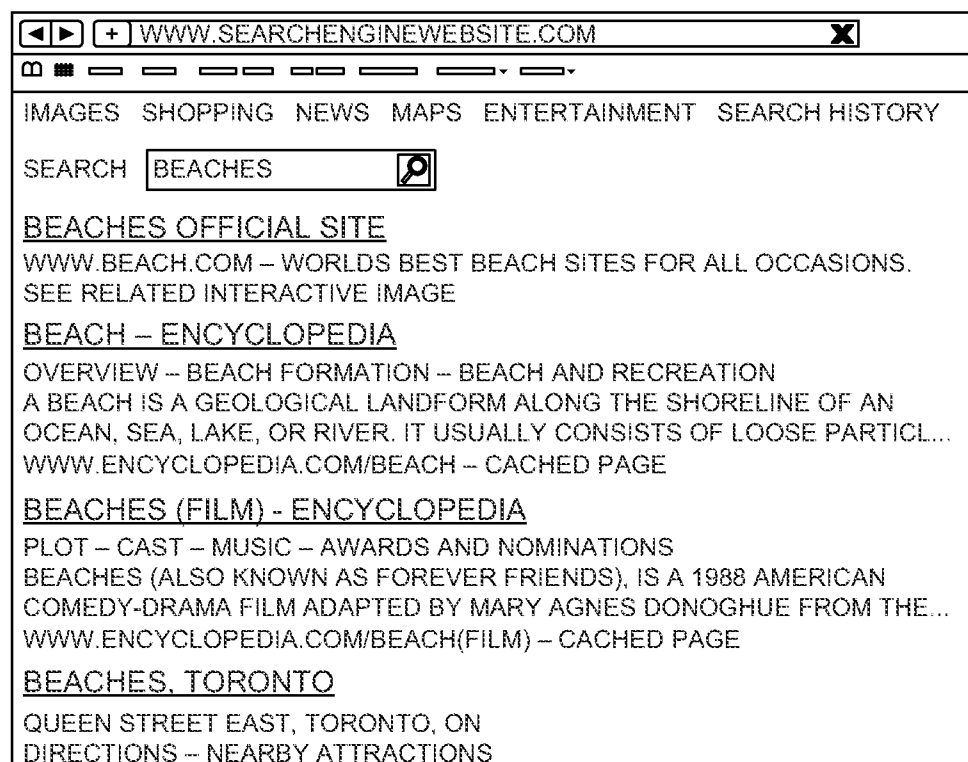 WWW.SEARCHENGINEWEBSITE.COM
IMAGES SHOPPING NEWS MAPS ENTERTAINMENT SEARCH HISTORY
SEARCH BEACHES
BEACHES OFFICIAL SITE
WWW.BEACH.COM – WORLDS BEST BEACH SITES FOR ALL OCCASIONS.
SEE RELATED INTERACTIVE IMAGE
BEACH – ENCYCLOPEDIA
OVERVIEW – BEACH FORMATION – BEACH AND RECREATION
A BEACH IS A GEOLOGICAL LANDFORM ALONG THE SHORELINE OF AN
OCEAN, SEA, LAKE, OR RIVER. IT USUALLY CONSISTS OF LOOSE PARTICL...
WWW.ENCYCLOPEDIA.COM/BEACH – CACHED PAGE
BEACHES (FILM) - ENCYCLOPEDIA
PLOT – CAST – MUSIC – AWARDS AND NOMINATIONS
BEACHES (ALSO KNOWN AS FOREVER FRIENDS), IS A 1988 AMERICAN
COMEDY-DRAMA FILM ADAPTED BY MARY AGNES DONOGHUE FROM THE...
WWW.ENCYCLOPEDIA.COM/BEACH(FILM) – CACHED PAGE
BEACHES, TORONTO
QUEEN STREET EAST, TORONTO, ON
DIRECTIONS – NEARBY ATTRACTIONS